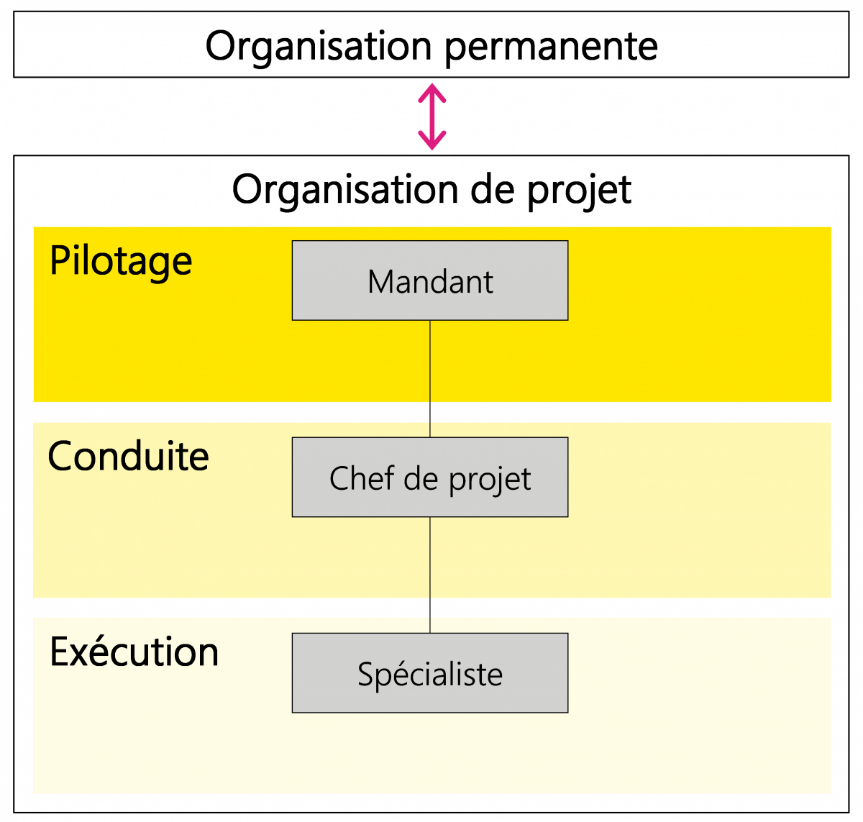 Organisation permanente
Organisation de projet
Pilotage
Mandant
Conduite
Chef de projet
Exécution
Spécialiste